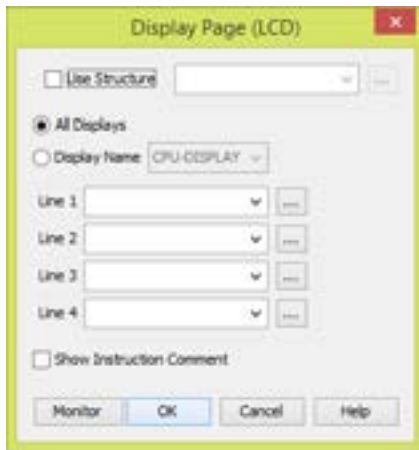 Display Page (LCD)
x
Use Structure
...
All Displays
Display Name CPU-DISPLAY
Line 1 ...
Line 2 ...
Line 3 ...
Line 4 ...
Show Instruction Comment
Monitor OK Cancel Help